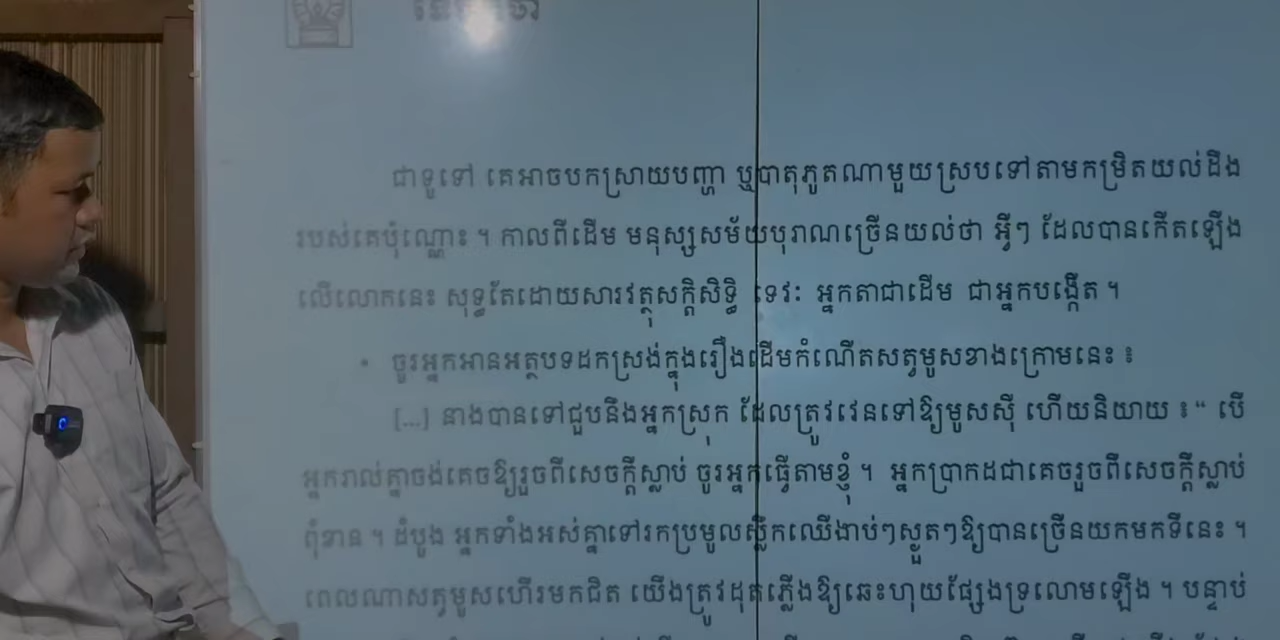 ជាទូទៅ គេអាចបកស្រាយបញ្ហា ឬបាតុភូតណាមួយស្របទៅតាមកម្រិតយល់ដឹង
របស់គេប៉ុណ្ណោះ ។ កាលពីដើម មនុស្សសម័យបុរាណច្រើនយល់ថា អ្វីៗ ដែលបានកើតឡើង
លើលោកនេះ សុទ្ធតែដោយសារវត្ថុសក្តិសិទ្ធិ ទេវៈ អ្នកតាជាដើម ជាអ្នកបង្កើត ។
• ចូរអ្នកអានអត្ថបទដកស្រង់ក្នុងរឿងដើមកំណើតសត្វមូសខាងក្រោមនេះ ៖
[...] នាងបានទៅជួបនឹងអ្នកស្រុក ដែលត្រូវវេនទៅឱ្យមូសស៊ី ហើយនិយាយ ៖ “ បើ
អ្នករាល់គ្នាចង់គេចឱ្យរួចពីសេចក្តីស្លាប់ ចូរអ្នកធ្វើតាមខ្ញុំ ។ អ្នកប្រាកដជាគេចរួចពីសេចក្តីស្លាប់
ពុំខាន ។ ដំបូង អ្នកទាំងអស់គ្នាទៅរកប្រមូលស្លឹកឈើងាប់ៗស្ងួតៗឱ្យបានច្រើនយកមកទីនេះ ។
ពេលណាសត្វមូសហើរមកជិត យើងត្រូវដុតភ្លើងឱ្យឆេះហុយផ្សែងទ្រលោមឡើង ។ បន្ទាប់